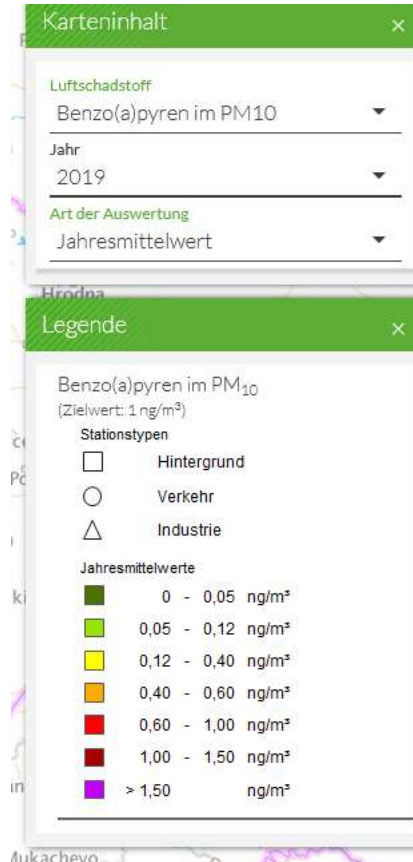 Karteninhalt ×
Luftschadstoff
Benzo(a)pyren im PM10
Jahr
2019
Art der Auswertung
Jahresmittelwert
Hrodna
Legende ×
Benzo(a)pyren im PM₁₀
(Zielwert: 1 ng/m³)
Stationstypen
Hintergrund
Verkehr
Industrie
Jahresmittelwerte
0 - 0,05 ng/m³
0,05 - 0,12 ng/m³
0,12 - 0,40 ng/m³
0,40 - 0,60 ng/m³
0,60 - 1,00 ng/m³
1,00 - 1,50 ng/m³
> 1,50 ng/m³
Mukachevo